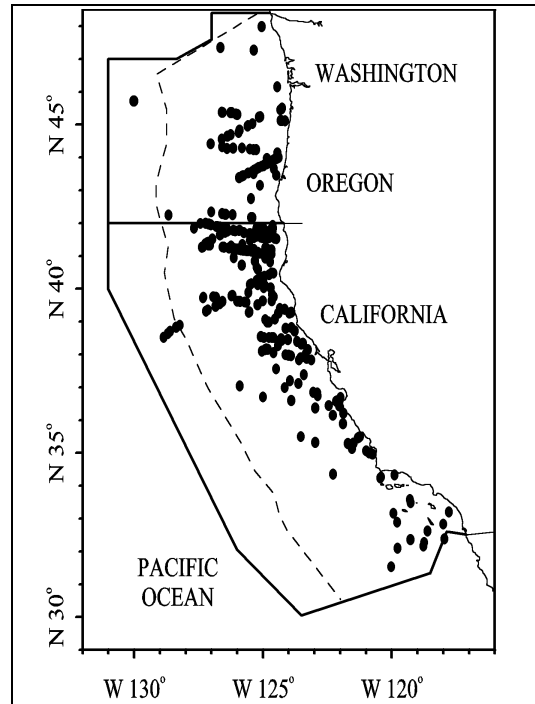 WASHINGTON
N 45°
OREGON
N 40°
CALIFORNIA
N 35°
PACIFIC
OCEAN
N 30°
W 130° W 125° W 120°